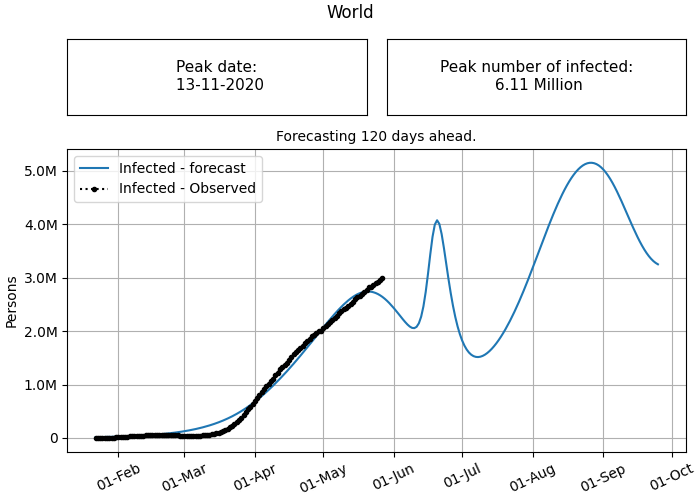 World
Peak date:
13-11-2020
Peak number of infected:
6.11 Million
Forecasting 120 days ahead.
Infected - forecast
Infected - Observed
5.0M
4.0M
3.0M
2.0M
1.0M
0
Persons
01-Feb
01-Mar
01-Apr
01-May
01-Jun
01-Jul
01-Aug
01-Sep
01-Oct